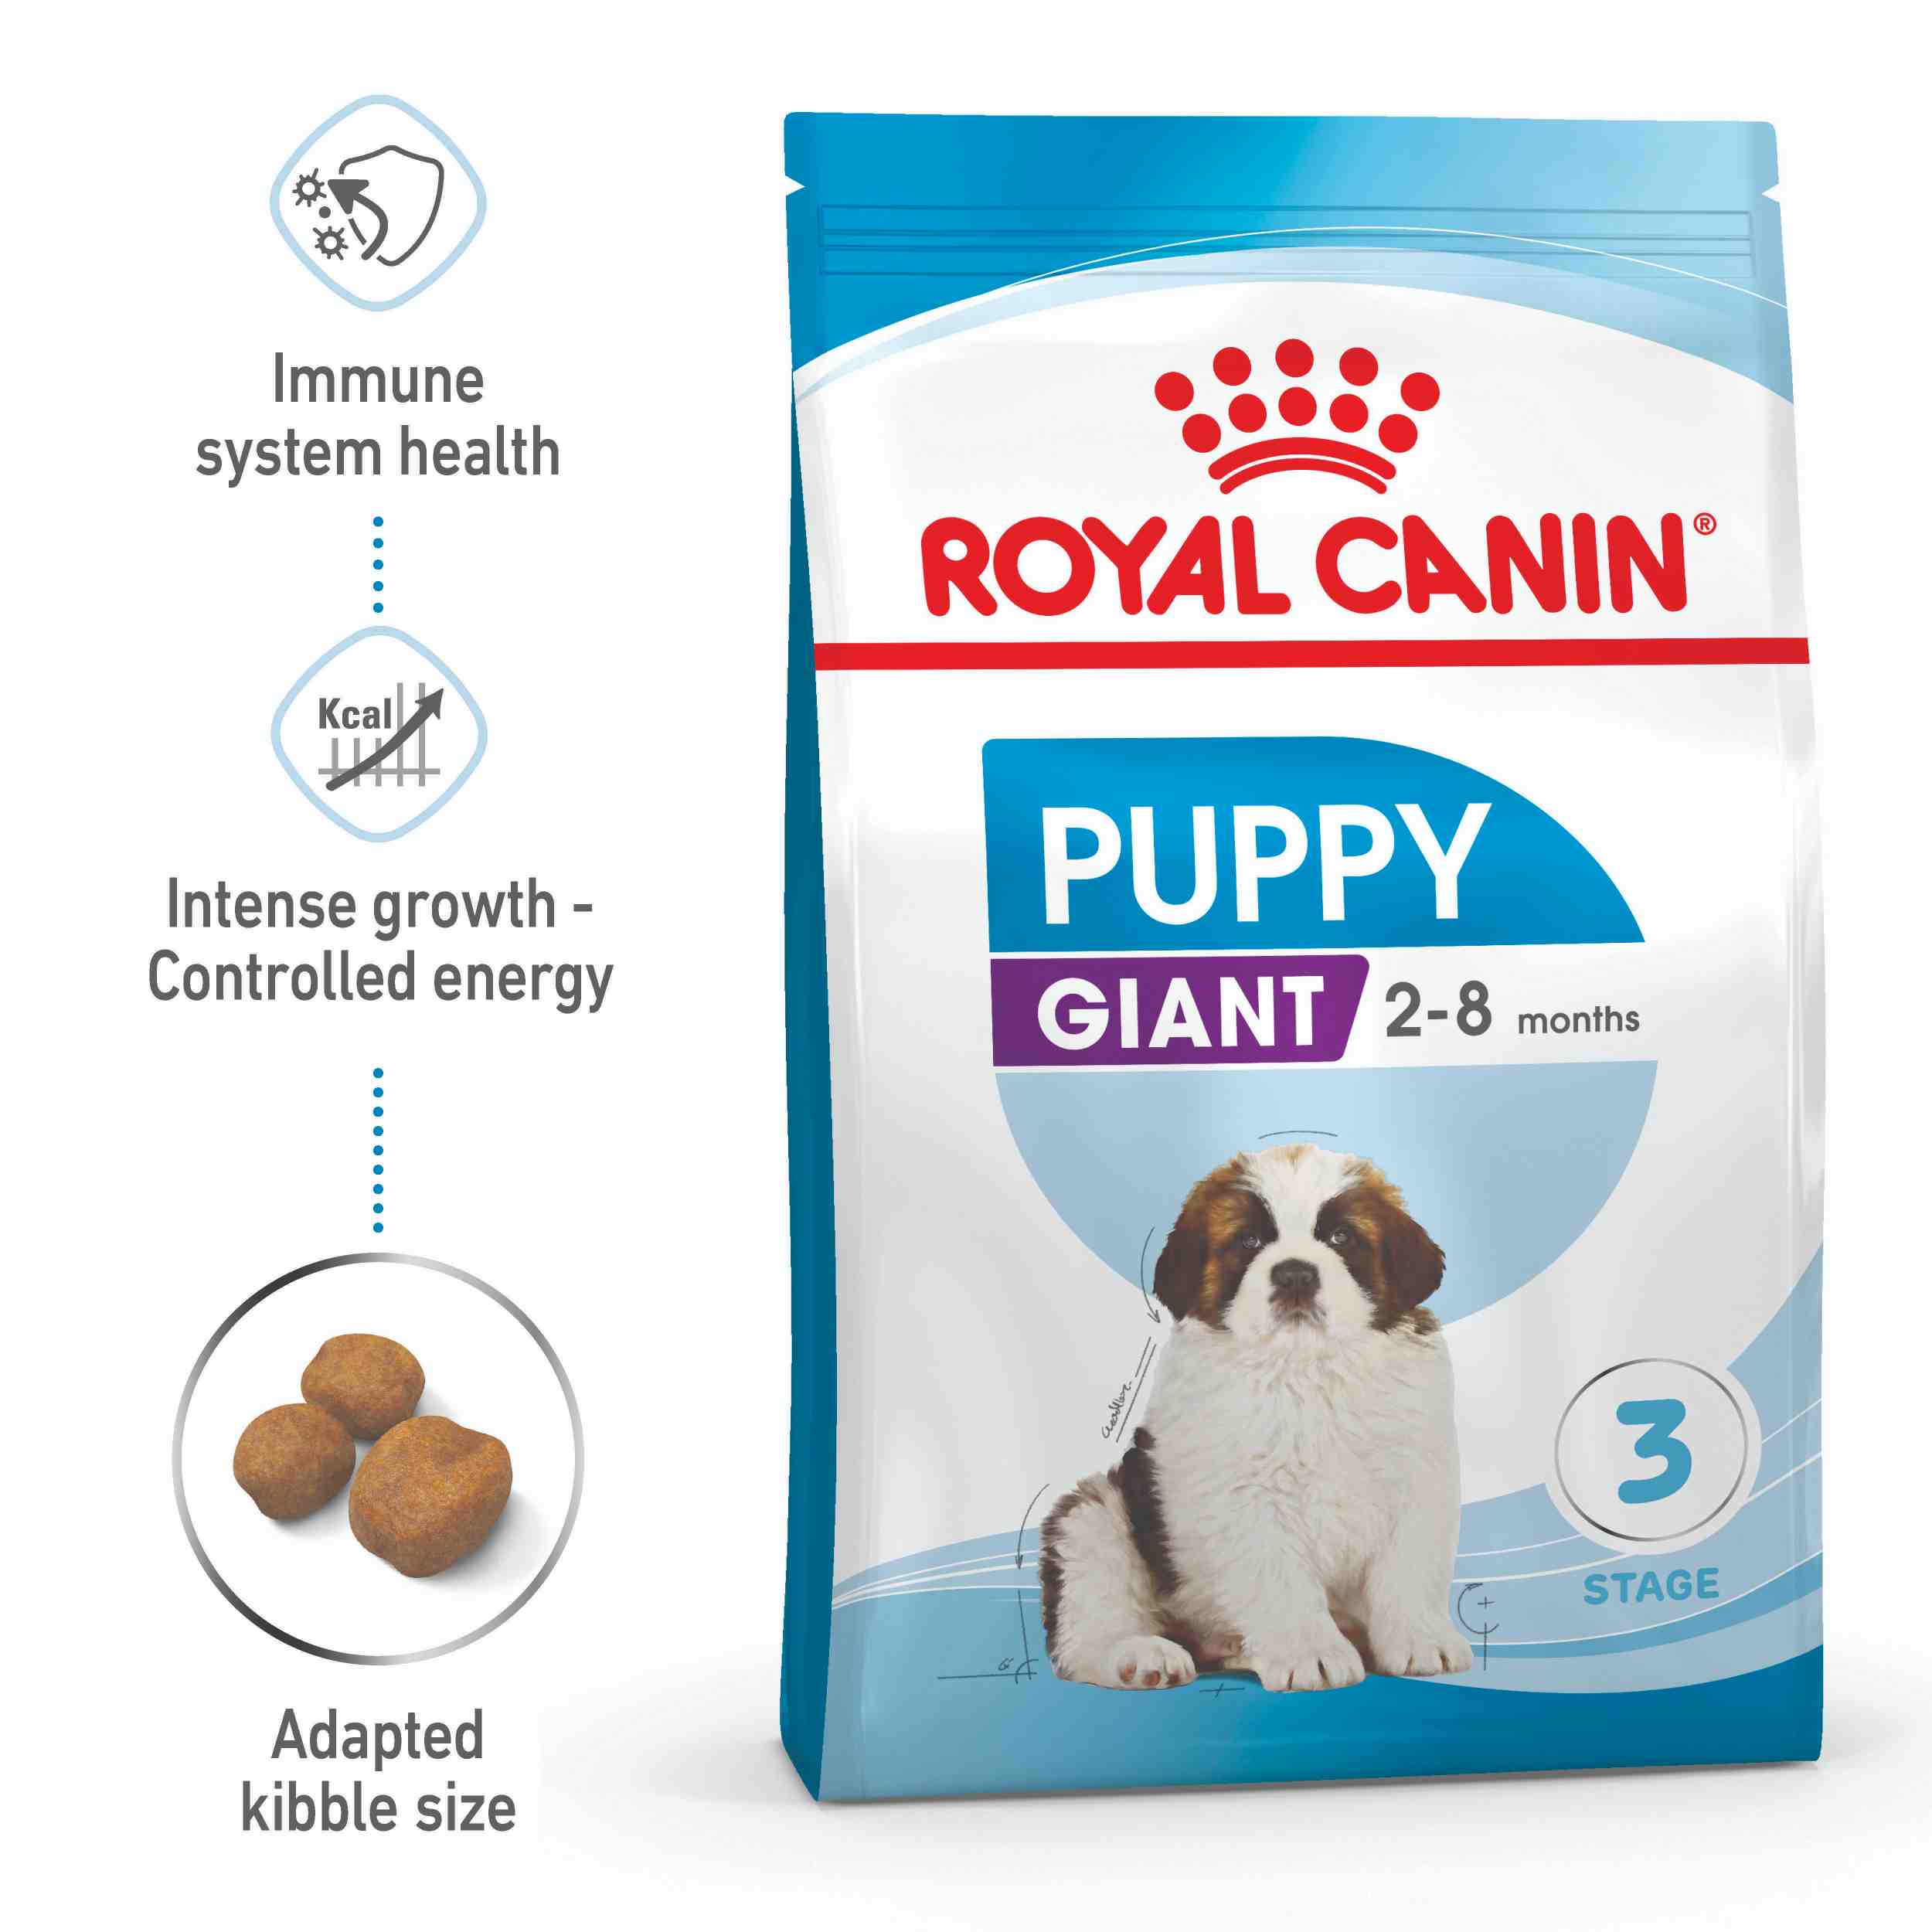 Immune
system health
Kcal
Intense growth -
Controlled energy
Adapted
kibble size
ROYAL CANIN®
PUPPY
GIANT 2-8 months
3
STAGE